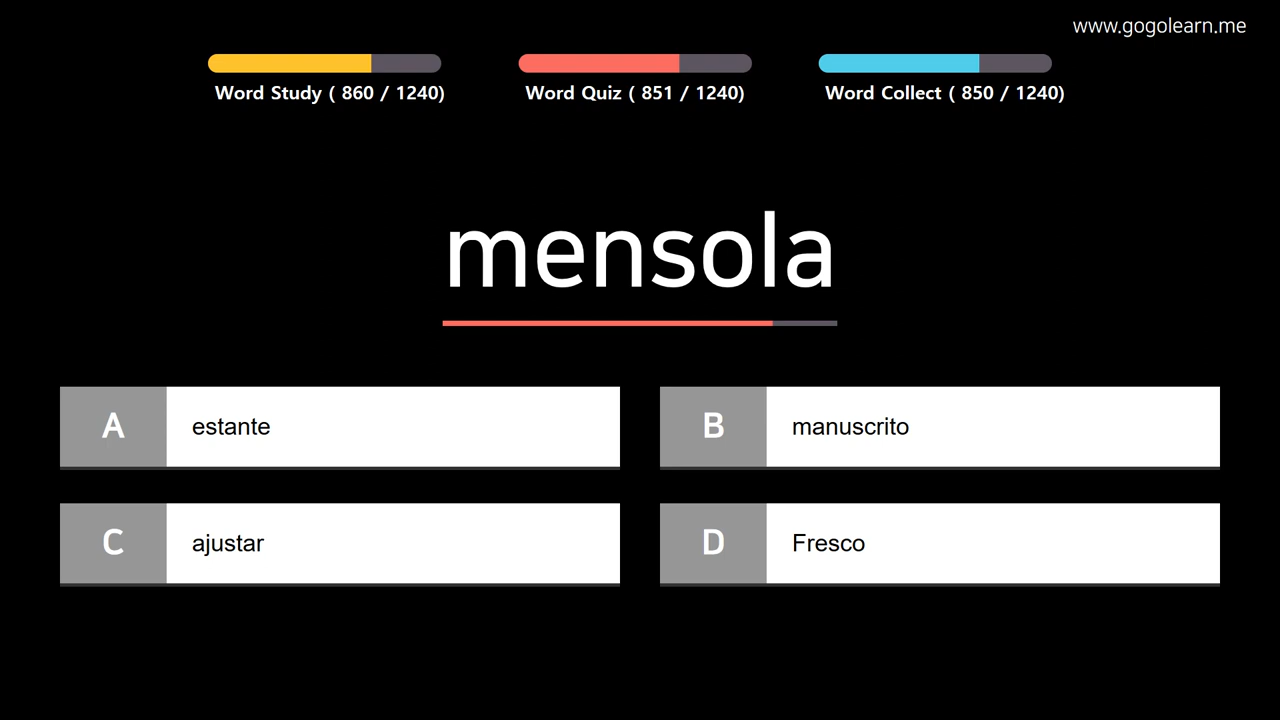 www.gogolearn.me
Word Study ( 860 / 1240)
Word Quiz ( 851 / 1240)
Word Collect ( 850 / 1240)
mensola
A estante
B manuscrito
C ajustar
D Fresco